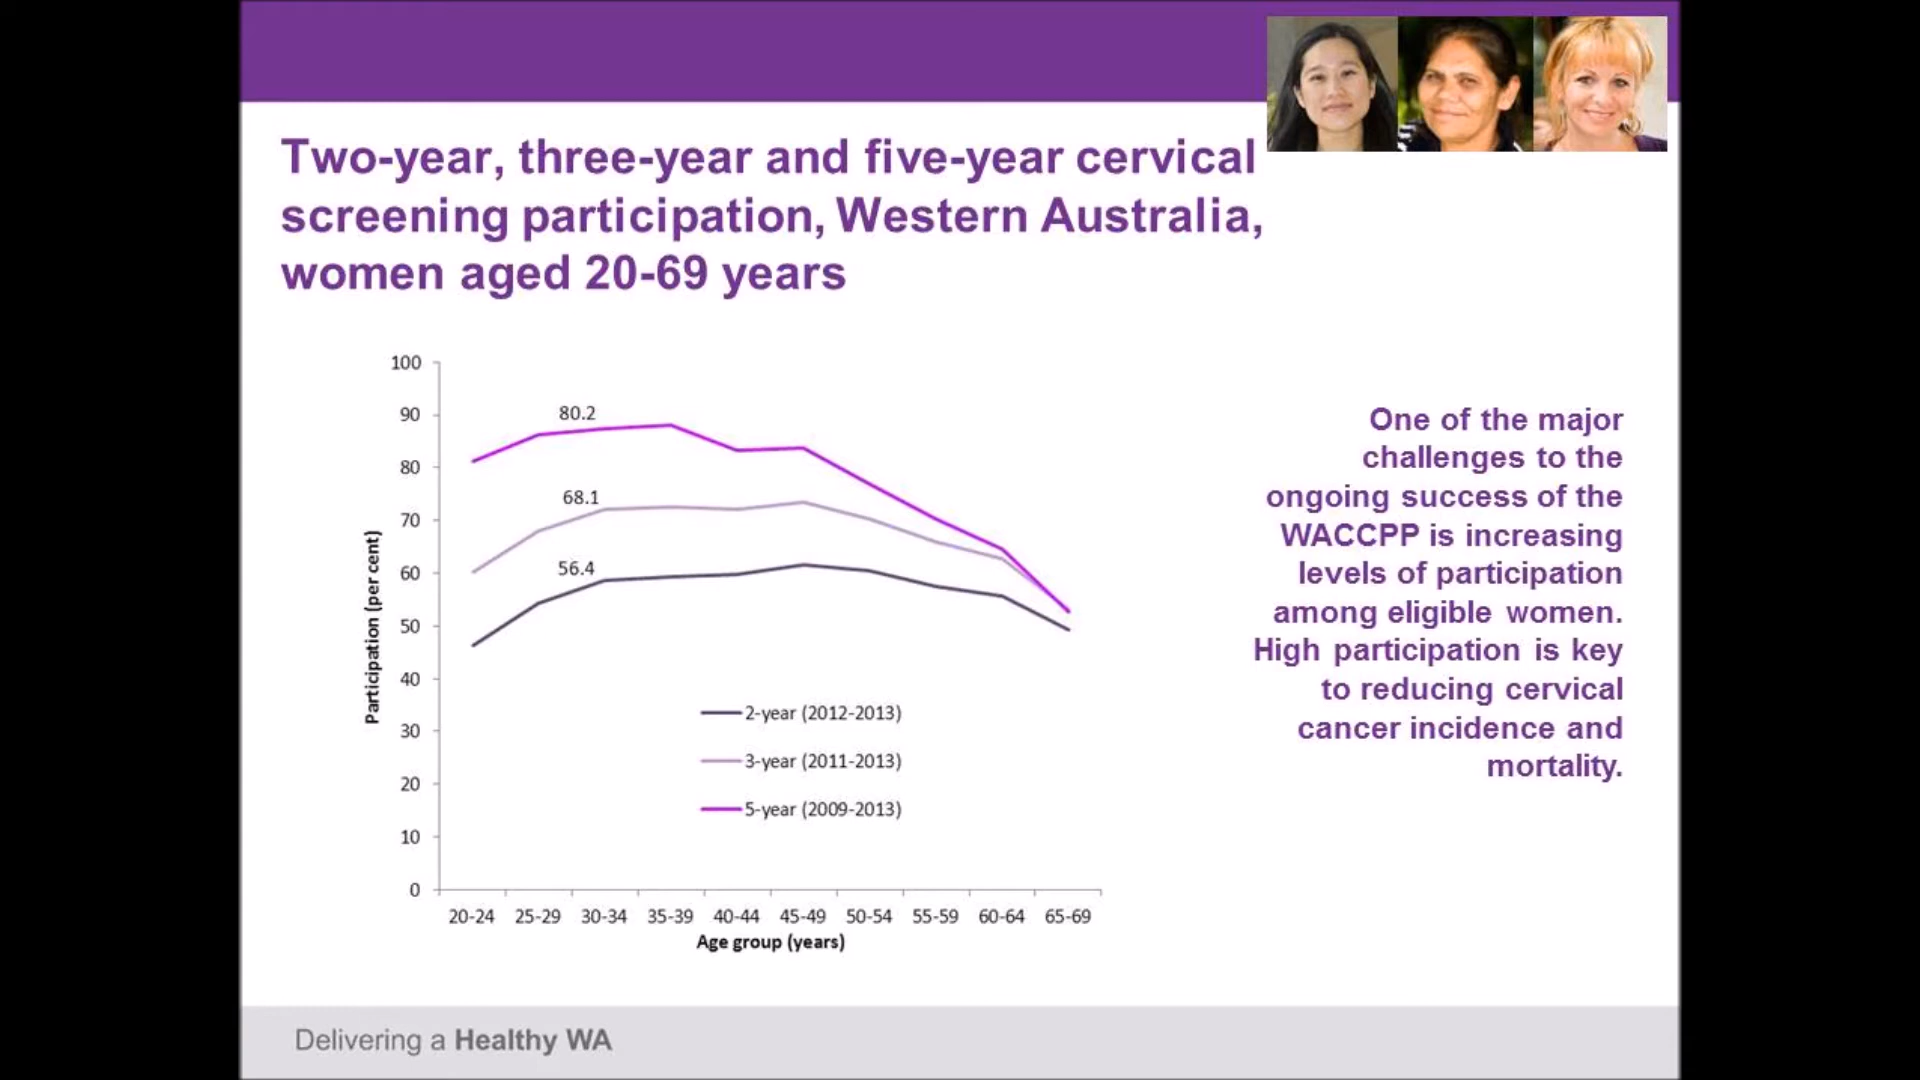 Two-year, three-year and five-year cervical
screening participation, Western Australia,
women aged 20-69 years
100
90
80
70
60
50
40
30
20
10
0
Participation (per cent)
80.2
68.1
56.4
2-year (2012-2013)
3-year (2011-2013)
5-year (2009-2013)
20-24 25-29 30-34 35-39 40-44 45-49 50-54 55-59 60-64 65-69
Age group (years)
One of the major
challenges to the
ongoing success of the
WACCPP is increasing
levels of participation
among eligible women.
High participation is key
to reducing cervical
cancer incidence and
mortality.
Delivering a Healthy WA